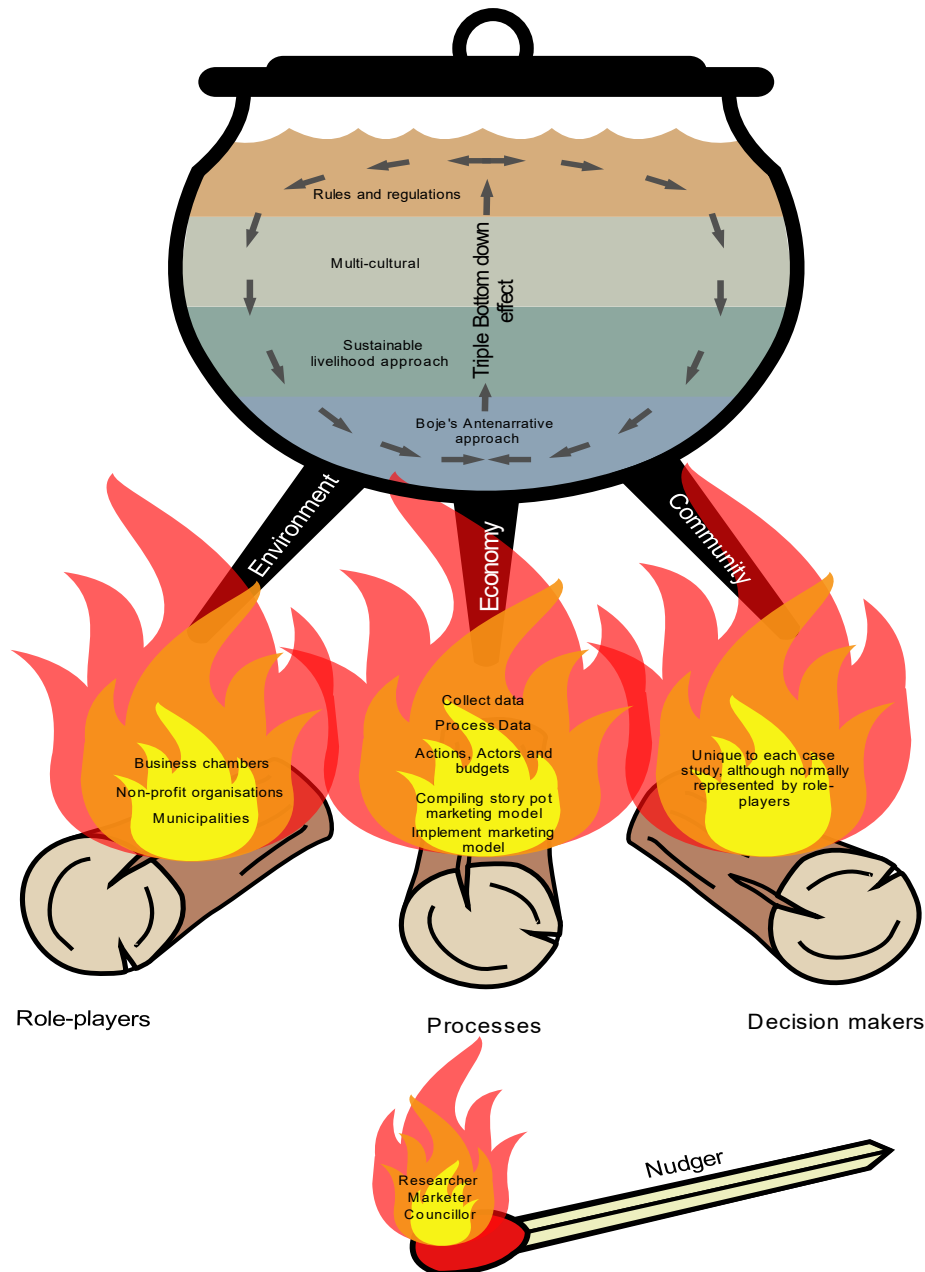 Rules and regulations
Multi-cultural
Triple Bottom down
effect
Sustainable
livelihood approach
Boje's Antenarrative
approach
Environment
Economy
Community
Business chambers
Non-profit organisations
Municipalities
Collect data
Process Data
Actions, Actors and
budgets
Compiling story pot
marketing model
Implement marketing
model
Unique to each case
study, although normally
represented by role-
players
Role-players
Processes
Decision makers
Nudger
Researcher
Marketer
Councillor